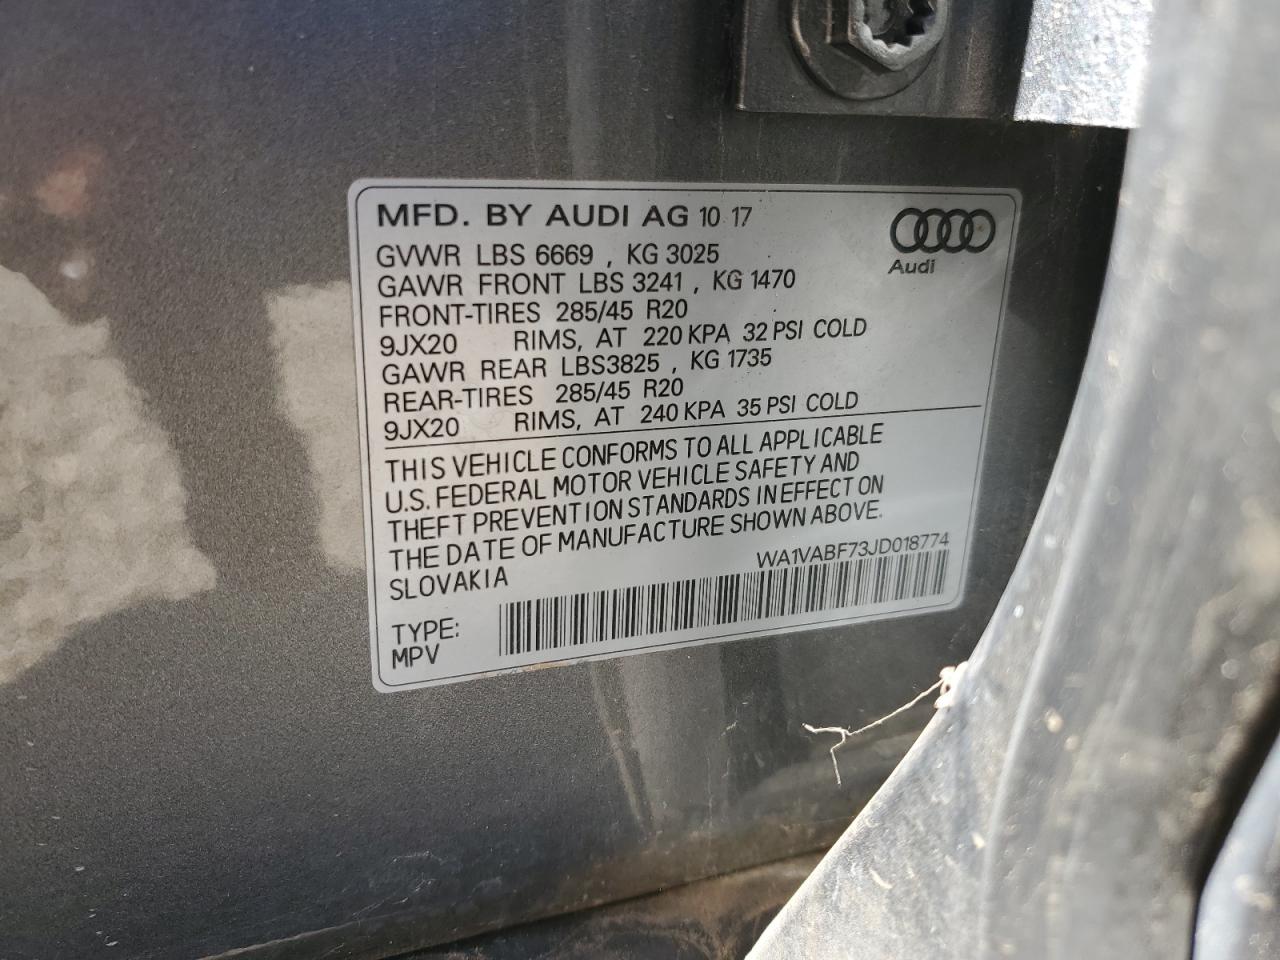 MFD. BY AUDI AG 10 17
Audi
GVWR LBS 6669 , KG 3025
GAWR FRONT LBS 3241 , KG 1470
FRONT-TIRES 285/45 R20
9JX20 RIMS, AT 220 KPA 32 PSI COLD
GAWR REAR LBS3825 , KG 1735
REAR-TIRES 285/45 R20
9JX20 RIMS, AT 240 KPA 35 PSI COLD
THIS VEHICLE CONFORMS TO ALL APPLICABLE
U.S. FEDERAL MOTOR VEHICLE SAFETY AND
THEFT PREVENTION STANDARDS IN EFFECT ON
THE DATE OF MANUFACTURE SHOWN ABOVE.
SLOVAKIA WA1VABF73JD018774
TYPE:
MPV